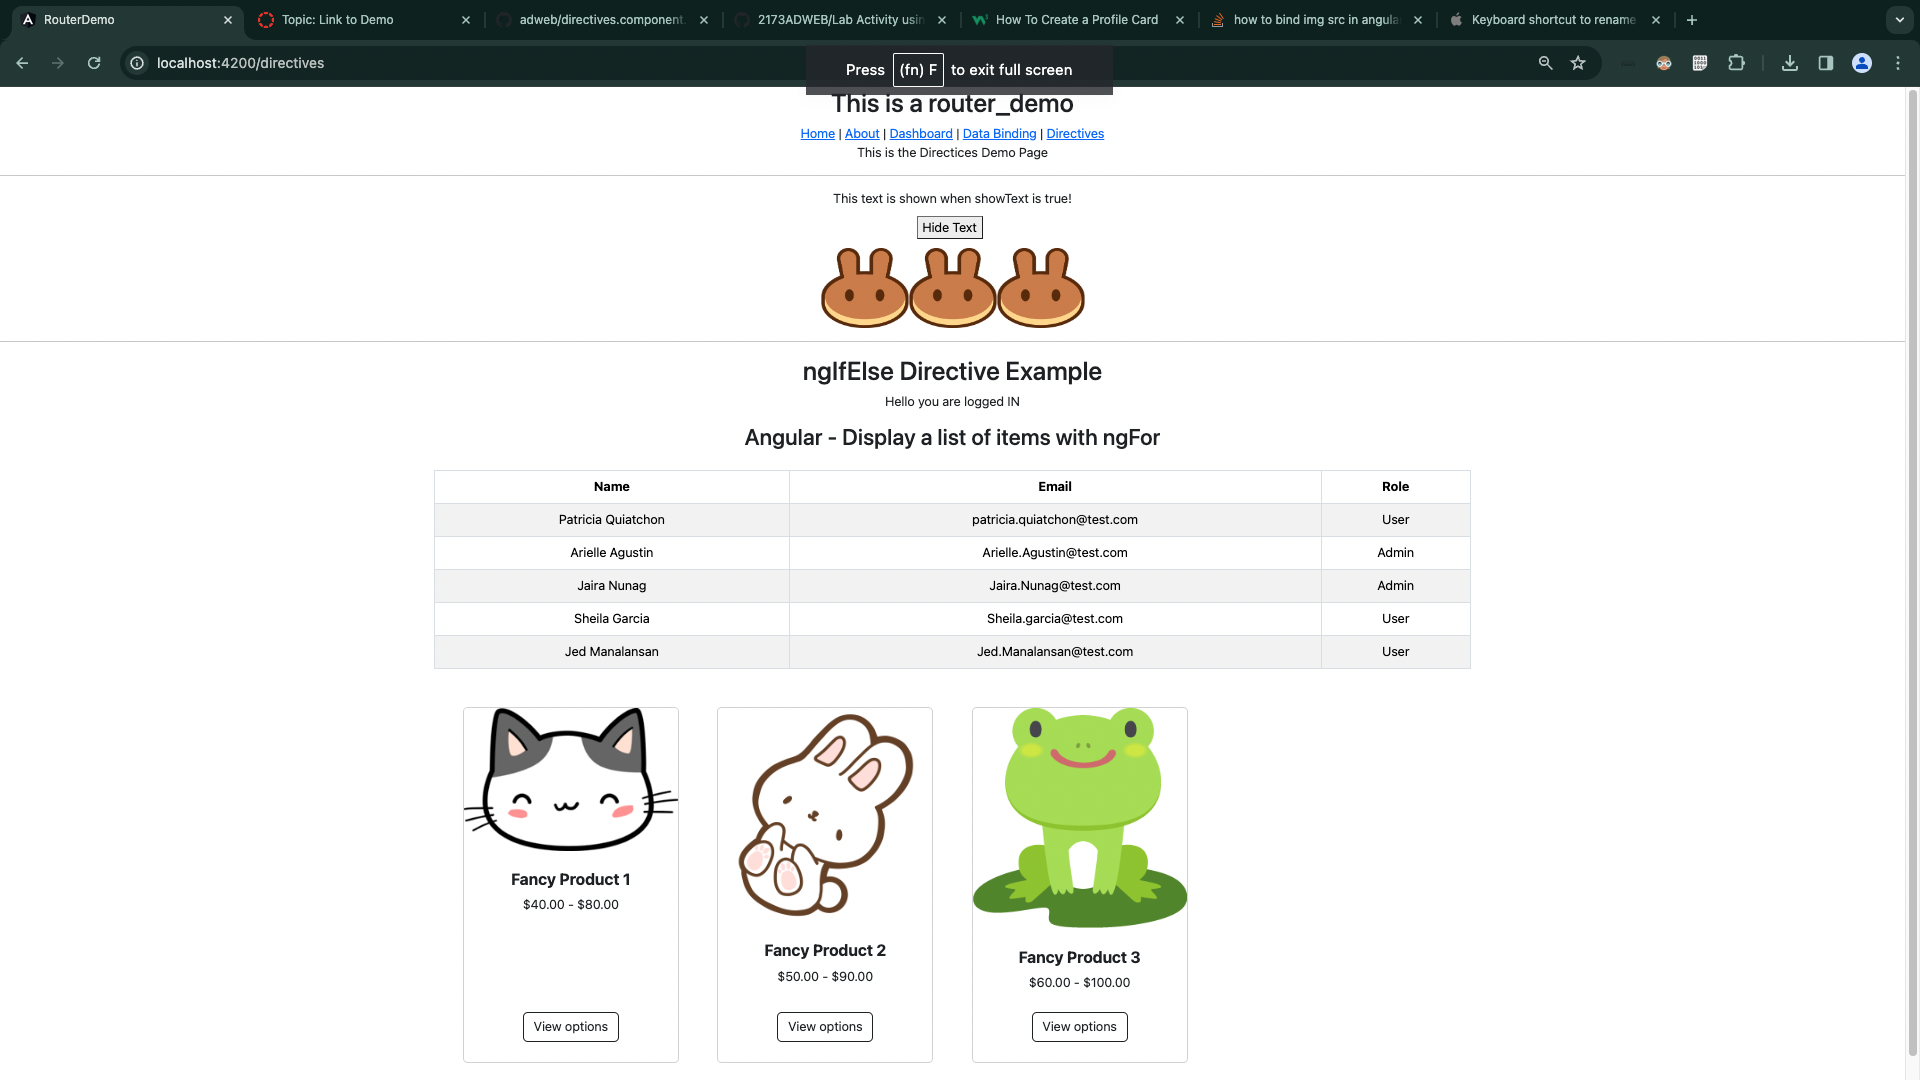 RouterDemo
Topic: Link to Demo
adweb/directives.component.
2173ADWEB/Lab Activity usin
How To Create a Profile Card
how to bind img src in angula
Keyboard shortcut to rename
localhost:4200/directives
Press (fn) F to exit full screen
This is a router_demo
Home | About | Dashboard | Data Binding | Directives
This is the Directices Demo Page
This text is shown when showText is true!
Hide Text
ngIfElse Directive Example
Hello you are logged IN
Angular - Display a list of items with ngFor
Name Email Role
Patricia Quiatchon patricia.quiatchon@test.com User
Arielle Agustin Arielle.Agustin@test.com Admin
Jaira Nunag Jaira.Nunag@test.com Admin
Sheila Garcia Sheila.garcia@test.com User
Jed Manalansan Jed.Manalansan@test.com User
Fancy Product 1
$40.00 - $80.00
View options
Fancy Product 2
$50.00 - $90.00
View options
Fancy Product 3
$60.00 - $100.00
View options